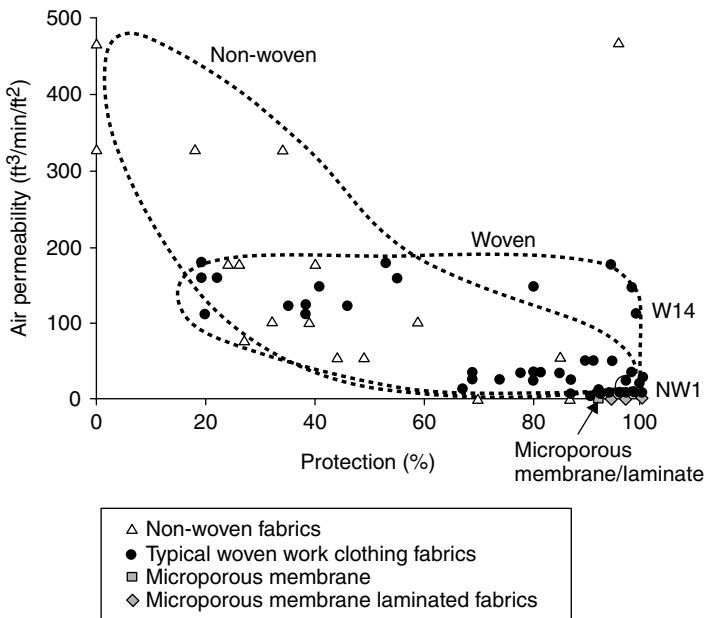 500
400
300
200
100
0
Air permeability (ft³/min/ft²)
Non-woven
Woven
W14
NW1
0 20 40 60 80 100
Protection (%)
Microporous
membrane/laminate
Non-woven fabrics
Typical woven work clothing fabrics
Microporous membrane
Microporous membrane laminated fabrics